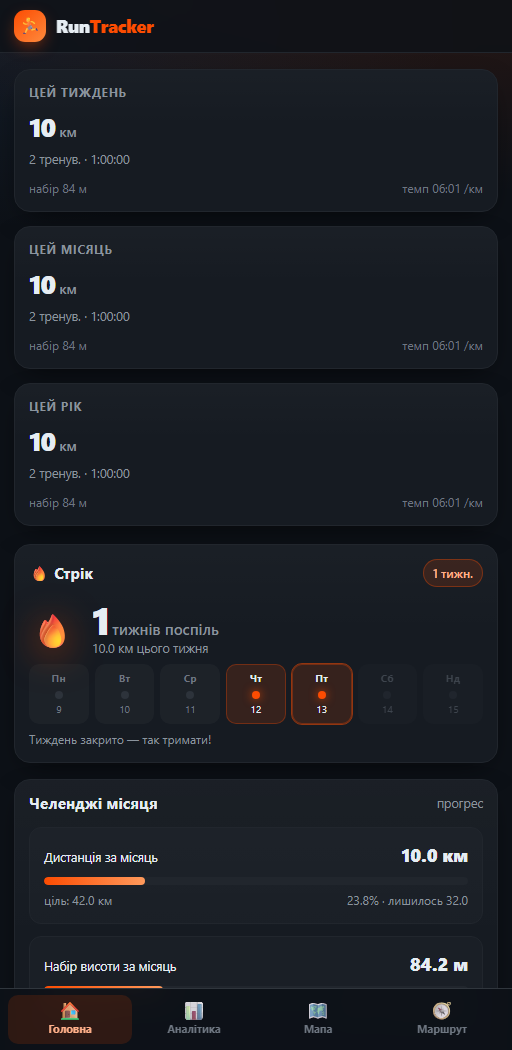 RunTracker
ЦЕЙ ТИЖДЕНЬ
10 км
2 тренув. · 1:00:00
набір 84 м темп 06:01 /км
ЦЕЙ МІСЯЦЬ
10 км
2 тренув. · 1:00:00
набір 84 м темп 06:01 /км
ЦЕЙ РІК
10 км
2 тренув. · 1:00:00
набір 84 м темп 06:01 /км
Стрік 1 тижн.
1 тижнів поспіль
10.0 км цього тижня
Пн Вт Ср Чт Пт Сб Нд
9 10 11 12 13 14 15
Тиждень закрито — так тримати!
Челенджі місяця прогрес
Дистанція за місяць 10.0 км
ціль: 42.0 км 23.8% · лишилось 32.0
Набір висоти за місяць 84.2 м
Головна Аналітика Мапа Маршрут